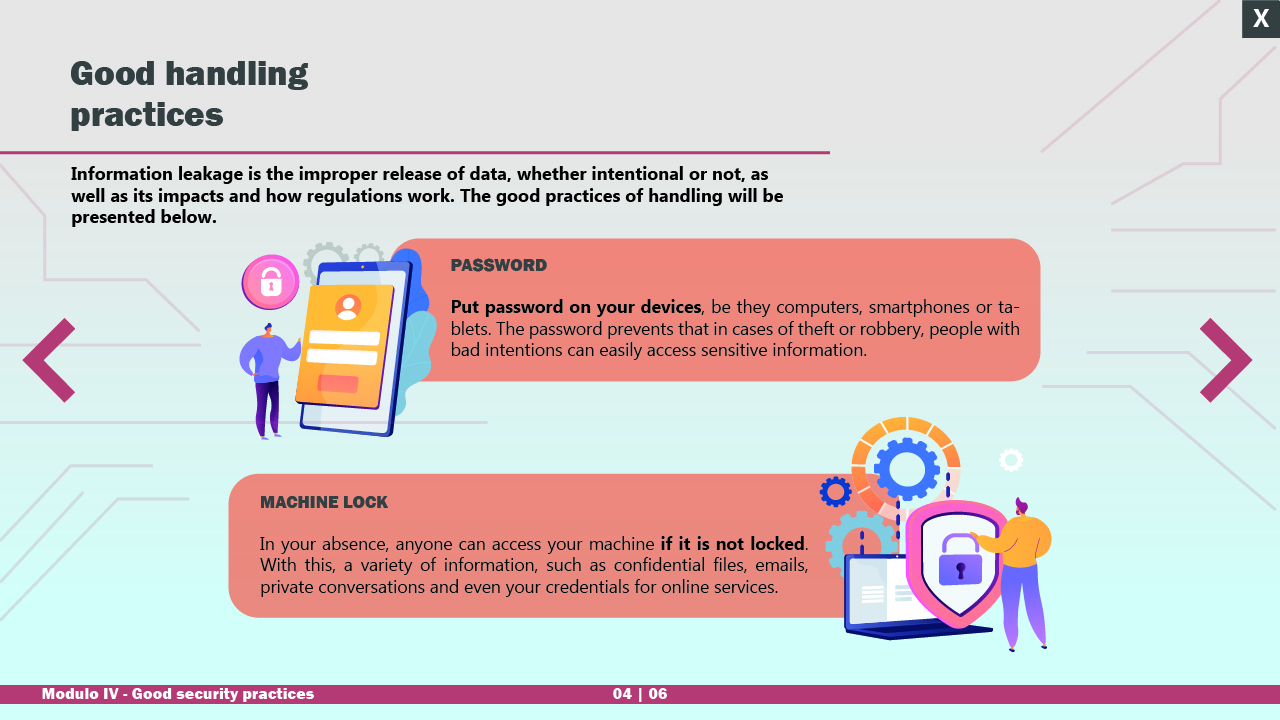 X
Good handling
practices
Information leakage is the improper release of data, whether intentional or not, as
well as its impacts and how regulations work. The good practices of handling will be
presented below.
PASSWORD
Put password on your devices, be they computers, smartphones or ta-
blets. The password prevents that in cases of theft or robbery, people with
bad intentions can easily access sensitive information.
MACHINE LOCK
In your absence, anyone can access your machine if it is not locked.
With this, a variety of information, such as confidential files, emails,
private conversations and even your credentials for online services.
Modulo IV - Good security practices
04 | 06